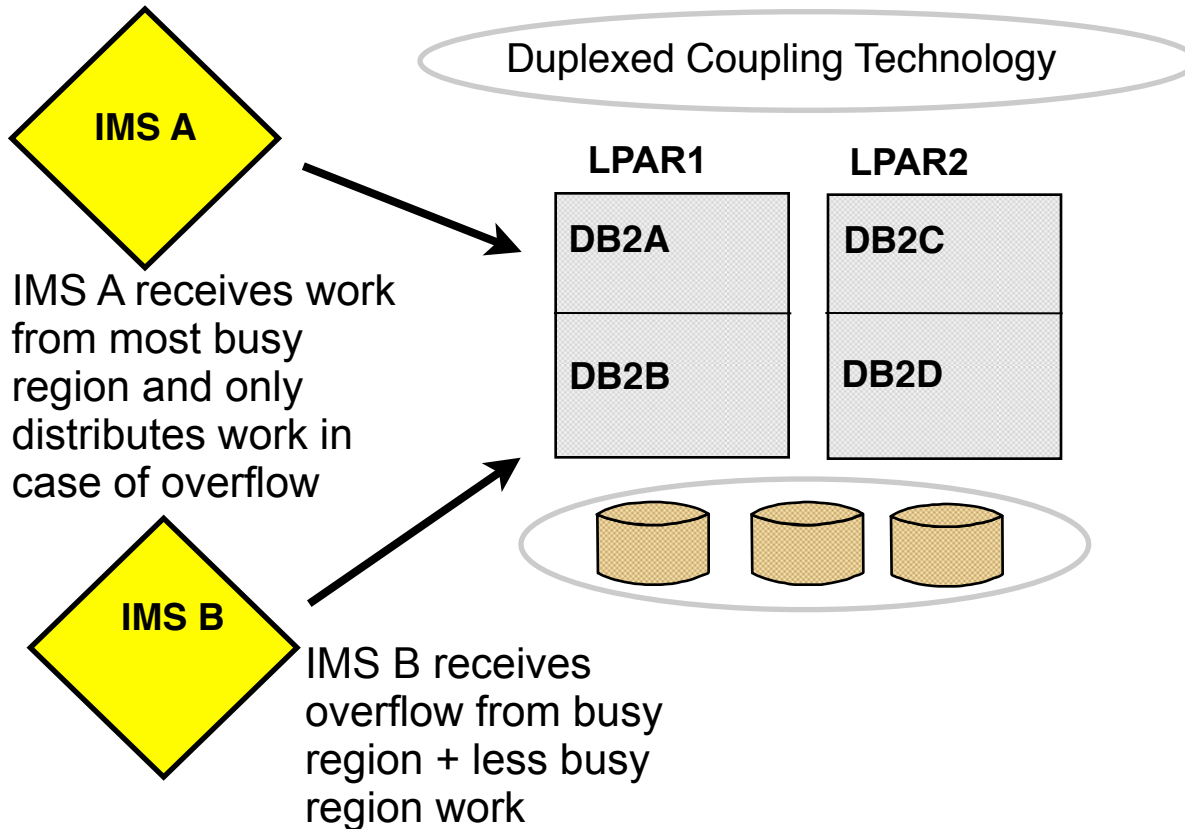 Duplexed Coupling Technology
IMS A
LPAR1
LPAR2
DB2A
DB2C
DB2B
DB2D
IMS A receives work
from most busy
region and only
distributes work in
case of overflow
IMS B
IMS B receives
overflow from busy
region + less busy
region work